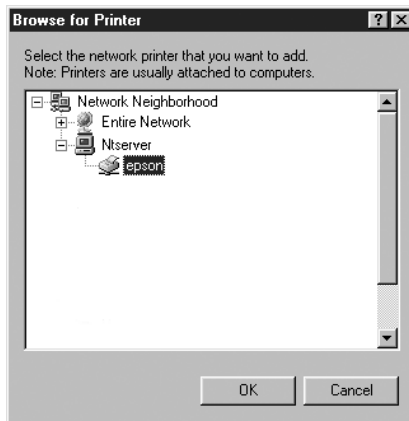 Browse for Printer
Select the network printer that you want to add.
Note: Printers are usually attached to computers.
Network Neighborhood
Entire Network
Ntserver
epson
OK Cancel